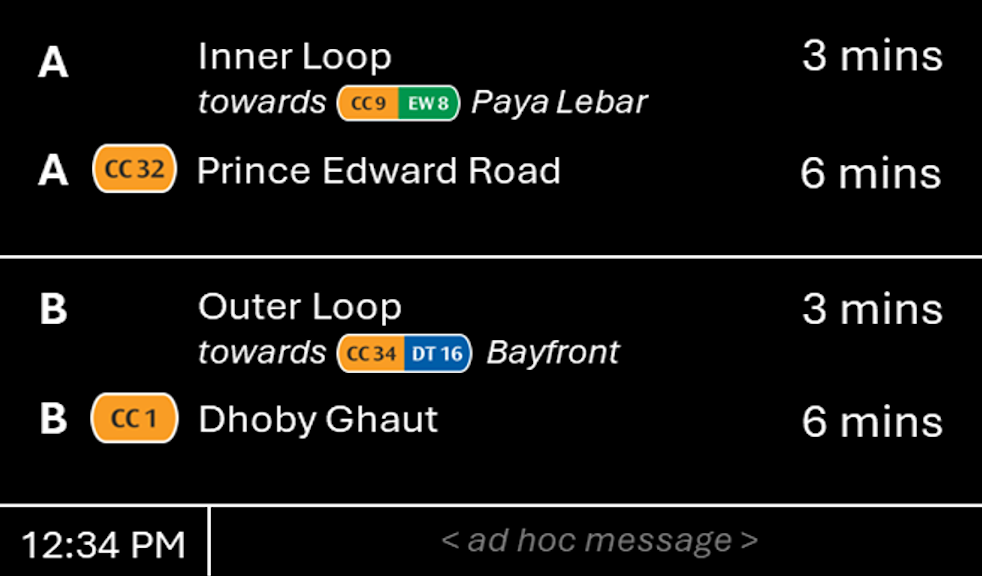 A Inner Loop 3 mins
towards CC9 EW8 Paya Lebar
A CC32 Prince Edward Road 6 mins
B Outer Loop 3 mins
towards CC34 DT16 Bayfront
B CC1 Dhoby Ghaut 6 mins
12:34 PM < ad hoc message >